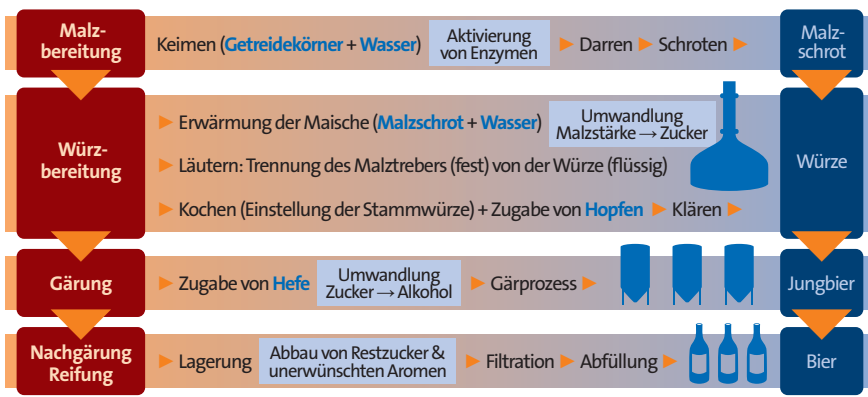 Malz-
bereitung
Keimen (Getreidekörner + Wasser)
Aktivierung
von Enzymen
Darren
Schroten
Malz-
schrot
Würz-
bereitung
Erwärmung der Maische (Malzschrot + Wasser)
Umwandlung
Malzstärke → Zucker
Läutern: Trennung des Malztrebers (fest) von der Würze (flüssig)
Kochen (Einstellung der Stammwürze) + Zugabe von Hopfen
Klären
Würze
Gärung
Zugabe von Hefe
Umwandlung
Zucker → Alkohol
Gärprozess
Jungbier
Nachgärung
Reifung
Lagerung
Abbau von Restzucker &
unerwünschten Aromen
Filtration
Abfüllung
Bier